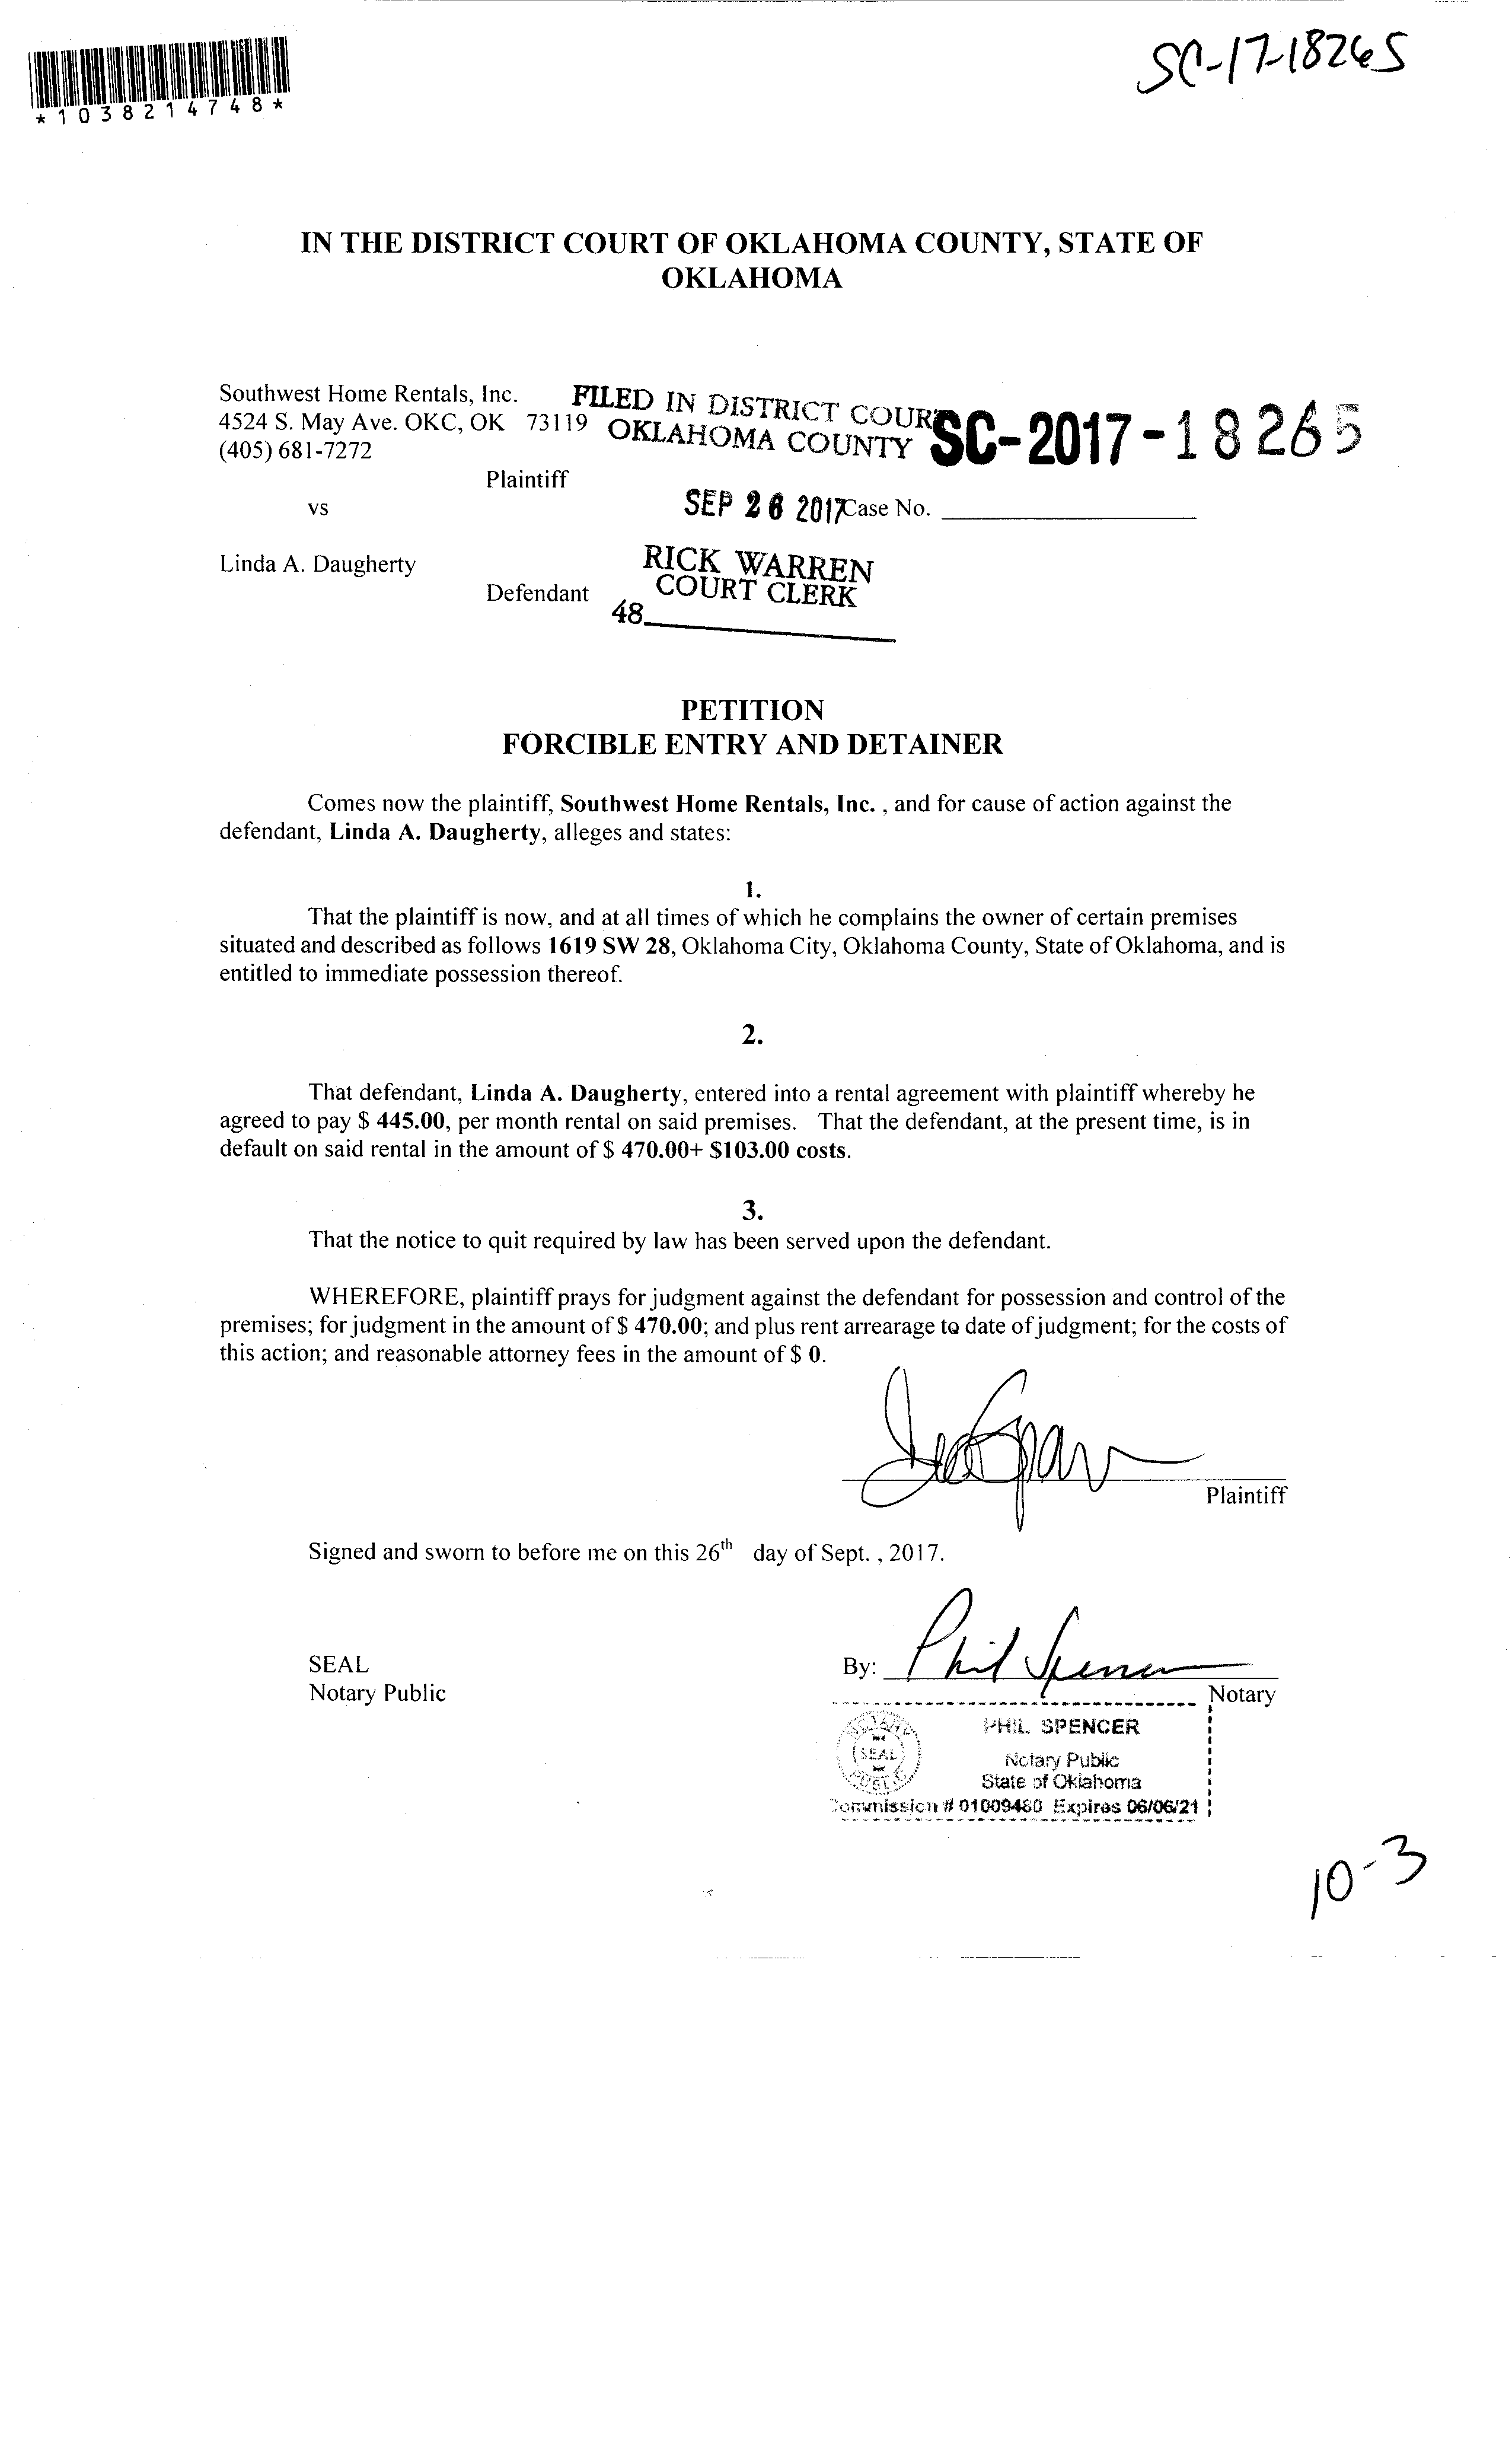 SC-17-18265
*1038214748*
IN THE DISTRICT COURT OF OKLAHOMA COUNTY, STATE OF
OKLAHOMA
Southwest Home Rentals, Inc.
4524 S. May Ave. OKC, OK 73119
(405) 681-7272
FILED IN DISTRICT COURT
OKLAHOMA COUNTY
SC-2017-18265
Plaintiff
vs
SEP 26 2017
Case No.
Linda A. Daugherty
Defendant
RICK WARREN
COURT CLERK
48
PETITION
FORCIBLE ENTRY AND DETAINER
Comes now the plaintiff, Southwest Home Rentals, Inc. , and for cause of action against the
defendant, Linda A. Daugherty, alleges and states:
1.
That the plaintiff is now, and at all times of which he complains the owner of certain premises
situated and described as follows 1619 SW 28, Oklahoma City, Oklahoma County, State of Oklahoma, and is
entitled to immediate possession thereof.
2.
That defendant, Linda A. Daugherty, entered into a rental agreement with plaintiff whereby he
agreed to pay $ 445.00, per month rental on said premises. That the defendant, at the present time, is in
default on said rental in the amount of $ 470.00+ $103.00 costs.
3.
That the notice to quit required by law has been served upon the defendant.
WHEREFORE, plaintiff prays for judgment against the defendant for possession and control of the
premises; for judgment in the amount of $ 470.00; and plus rent arrearage to date of judgment; for the costs of
this action; and reasonable attorney fees in the amount of $ 0.
Plaintiff
Signed and sworn to before me on this 26th day of Sept. , 2017.
SEAL
Notary Public
By: Phil Spencer
Notary
NOTARY
SEAL
PUBLIC
PHIL SPENCER
Notary Public
State of Oklahoma
Commission # 01009480 Expires 06/06/21
10-3